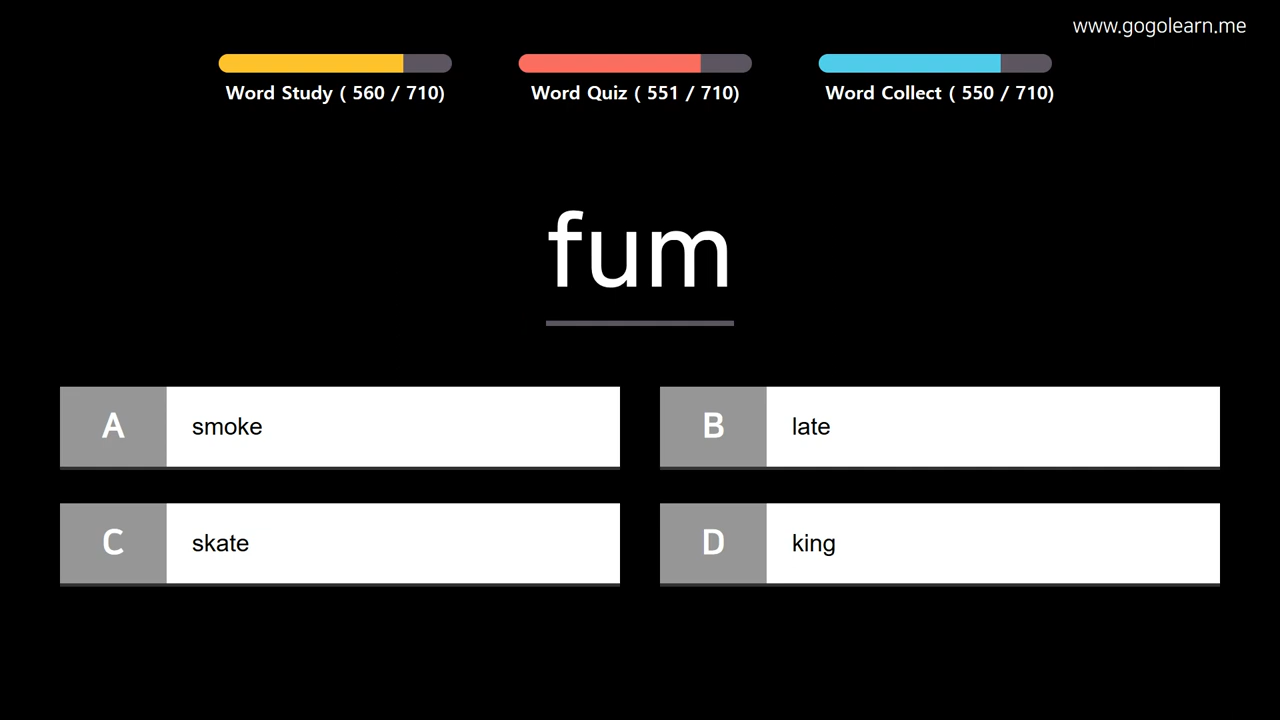 www.gogolearn.me
Word Study ( 560 / 710)
Word Quiz ( 551 / 710)
Word Collect ( 550 / 710)
fum
A smoke
B late
C skate
D king